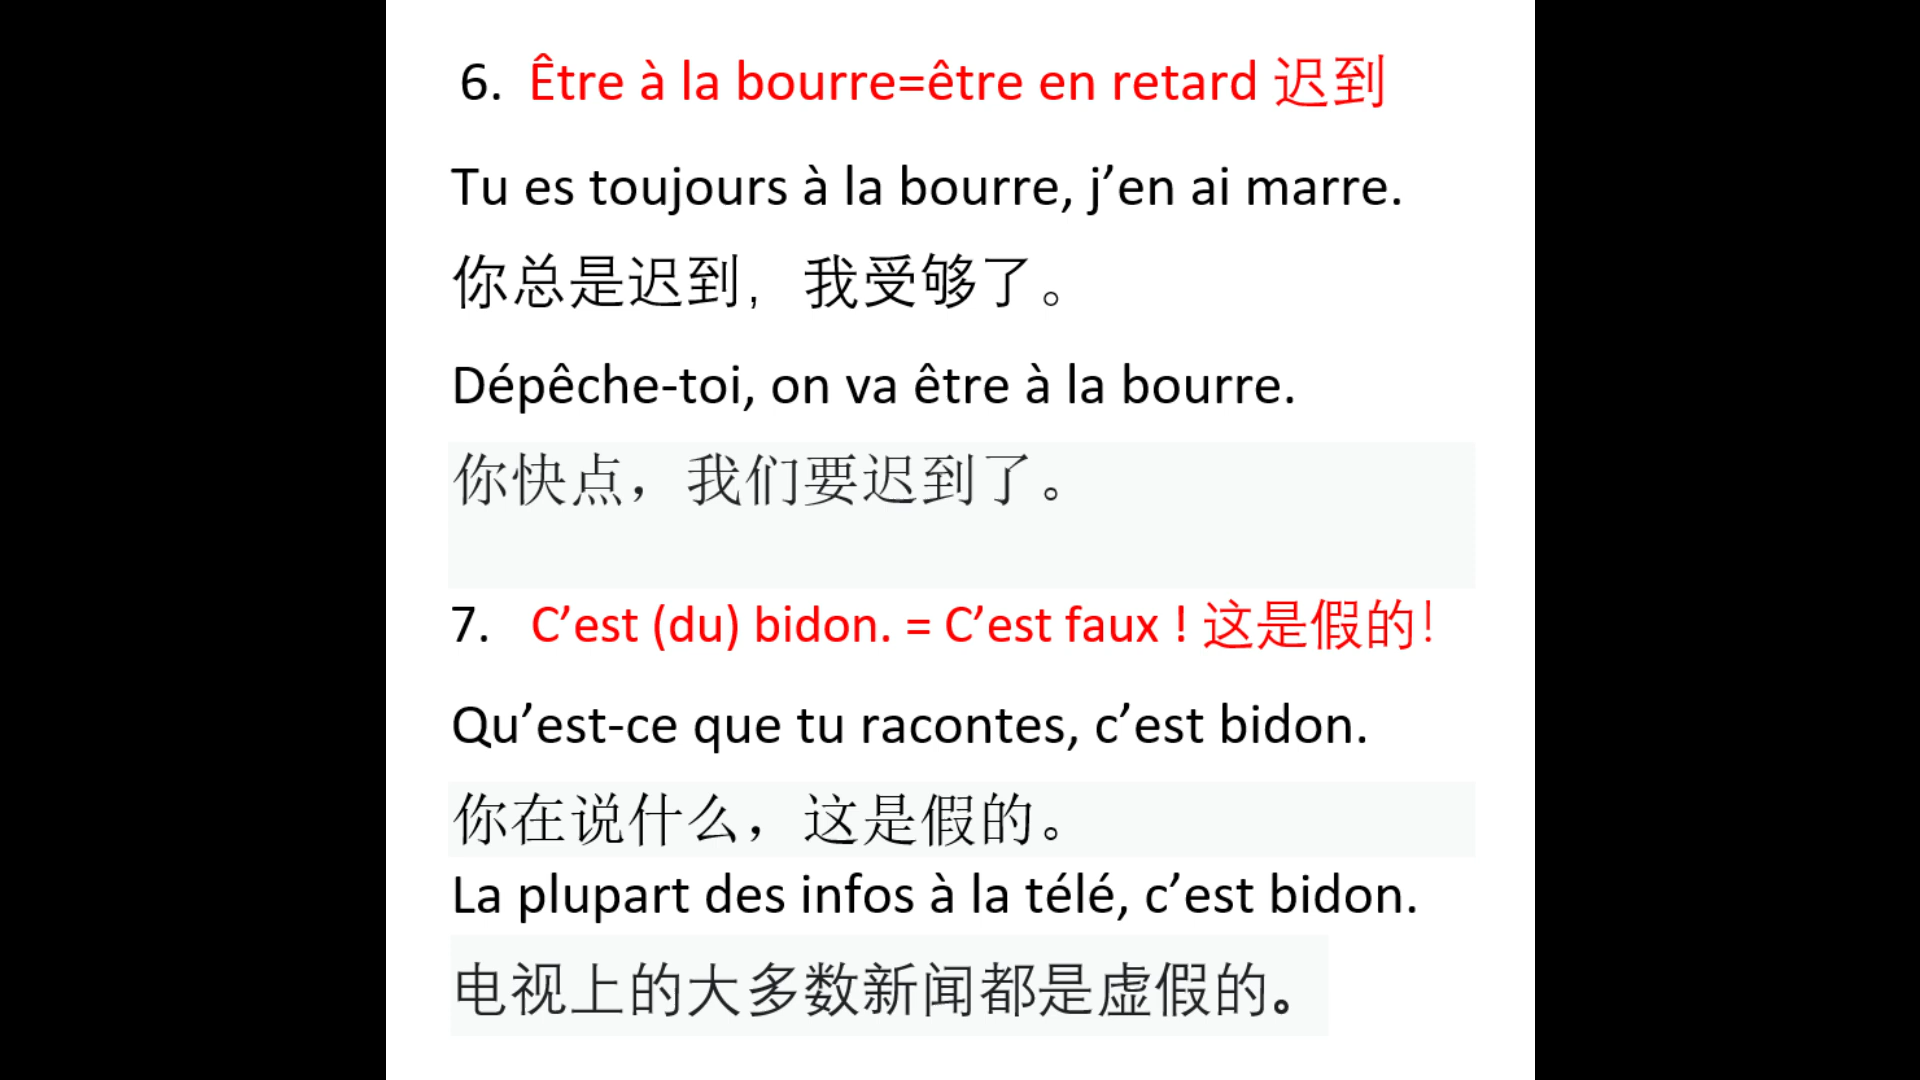 6. Être à la bourre=être en retard 迟到
Tu es toujours à la bourre, j’en ai marre.
你总是迟到，我受够了。
Dépêche-toi, on va être à la bourre.
你快点，我们要迟到了。
7. C’est (du) bidon. = C’est faux ! 这是假的！
Qu’est-ce que tu racontes, c’est bidon.
你在说什么，这是假的。
La plupart des infos à la télé, c’est bidon.
电视上的大多数新闻都是虚假的。